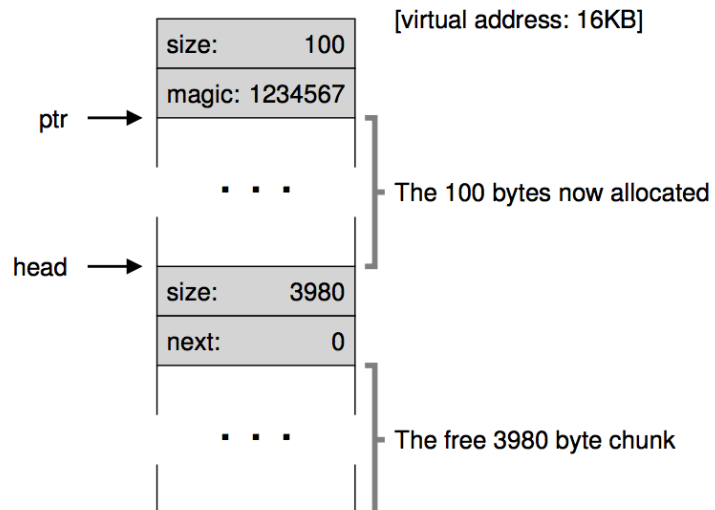 [virtual address: 16KB]
size: 100
magic: 1234567
ptr
. . .
The 100 bytes now allocated
head
size: 3980
next: 0
. . .
The free 3980 byte chunk